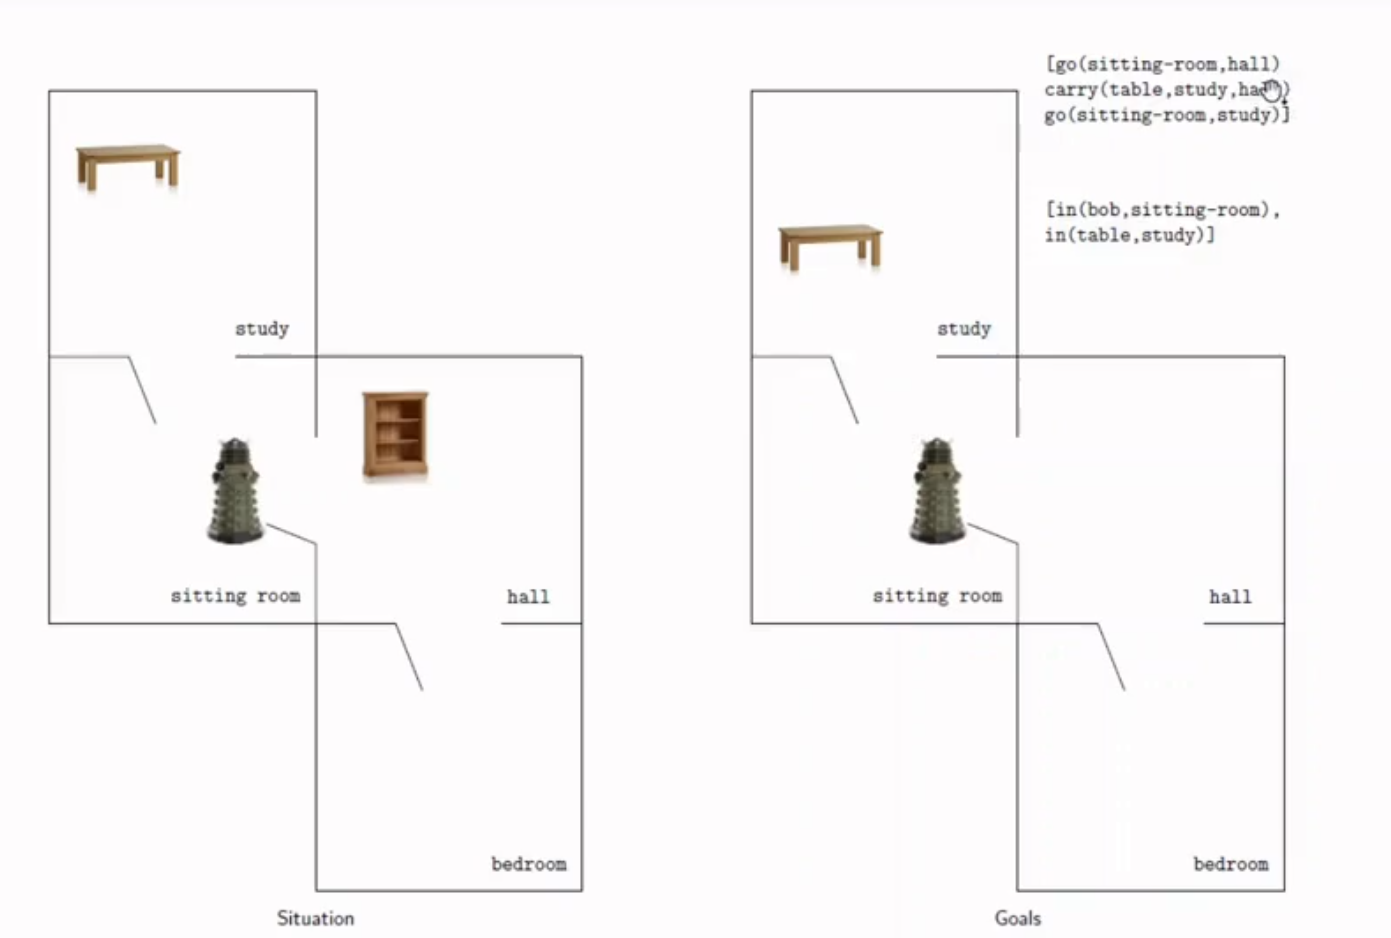 [go(sitting-room,hall)
carry(table,study,
go(sitting-room,study)]
[in(bob,sitting-room),
in(table,study)]
study
study
sitting room
hall
sitting room
hall
bedroom
bedroom
Situation
Goals